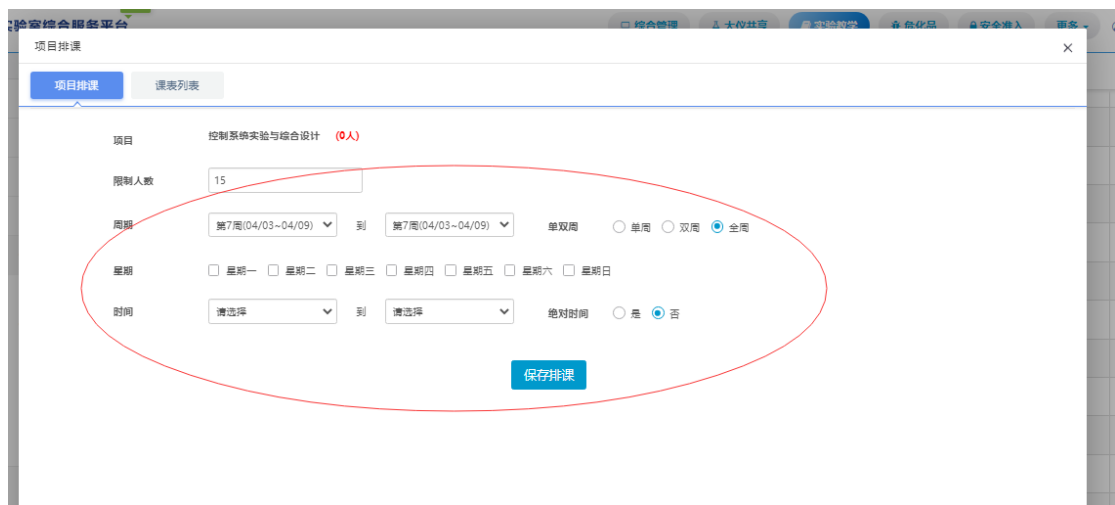 实验室综合服务平台
综合管理 大仪共享 实验教学 危化品 安全准入 更多
项目排课
项目排课 课表列表
项目 控制系统实验与综合设计 (0人)
限制人数 15
周期 第7周(04/03~04/09) 到 第7周(04/03~04/09) 单双周 单周 双周 全周
星期 星期一 星期二 星期三 星期四 星期五 星期六 星期日
时间 请选择 到 请选择 绝对时间 是 否
保存排课